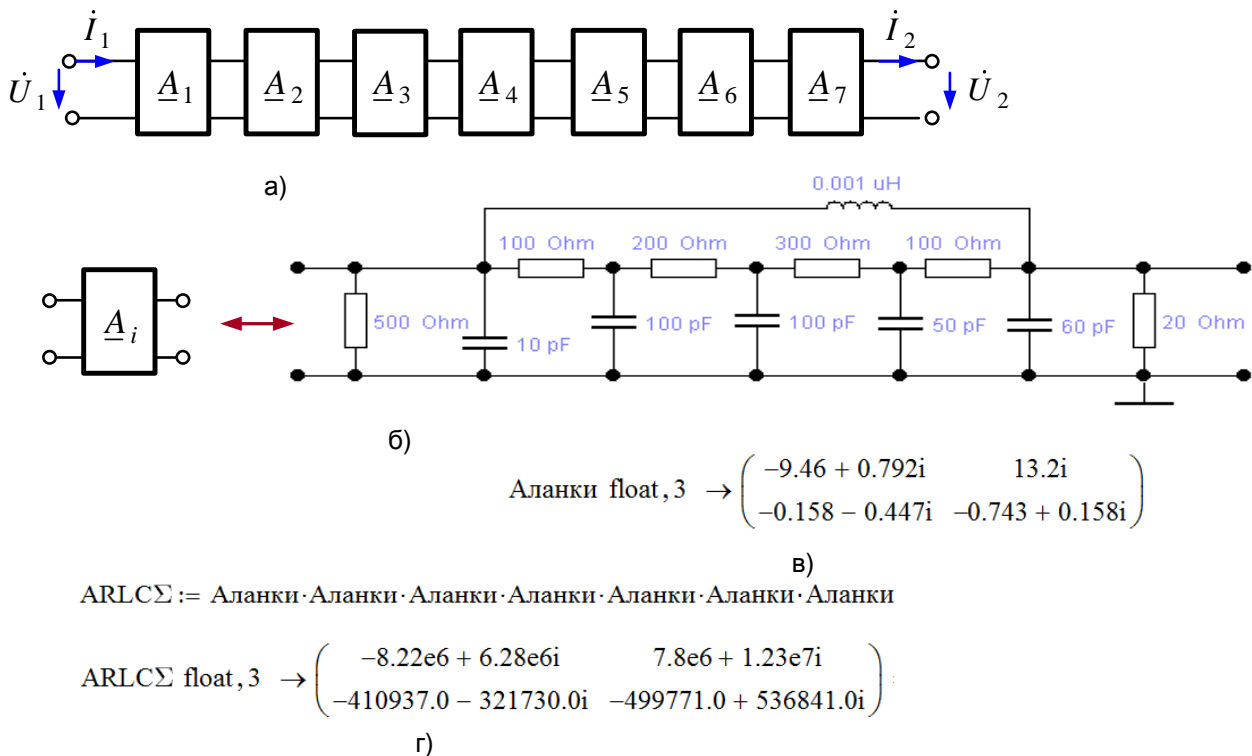 İ₁ İ₂
U̇₁ A₁ A₂ A₃ A₄ A₅ A₆ A₇ U̇₂
а)
0.001 uH
100 Ohm 200 Ohm 300 Ohm 100 Ohm
Aᵢ 500 Ohm 10 pF 100 pF 100 pF 50 pF 60 pF 20 Ohm
б)
Аланки float , 3 → ( −9.46 + 0.792i 13.2i
−0.158 − 0.447i −0.743 + 0.158i )
в)
ARLCΣ := Аланки·Аланки·Аланки·Аланки·Аланки·Аланки·Аланки
ARLCΣ float , 3 → ( −8.22e6 + 6.28e6i 7.8e6 + 1.23e7i
−410937.0 − 321730.0i −499771.0 + 536841.0i )
г)